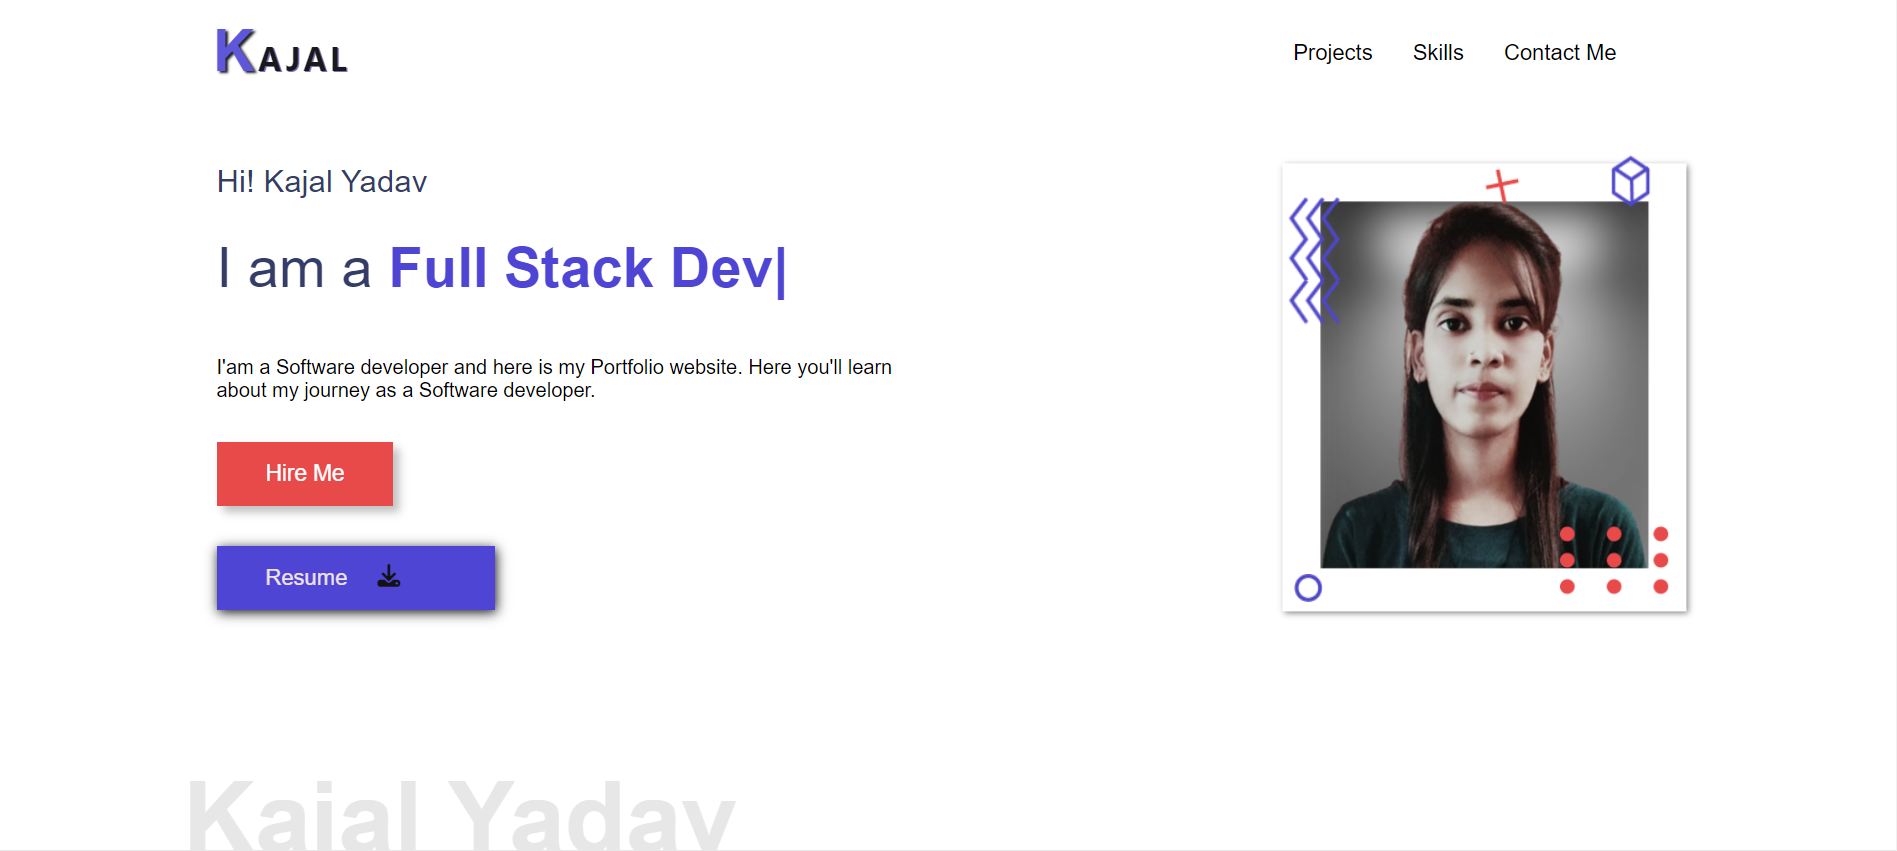 KAJAL
Projects Skills Contact Me
Hi! Kajal Yadav
I am a Full Stack Dev|
I'am a Software developer and here is my Portfolio website. Here you'll learn
about my journey as a Software developer.
Hire Me
Resume
Kajal Yadav